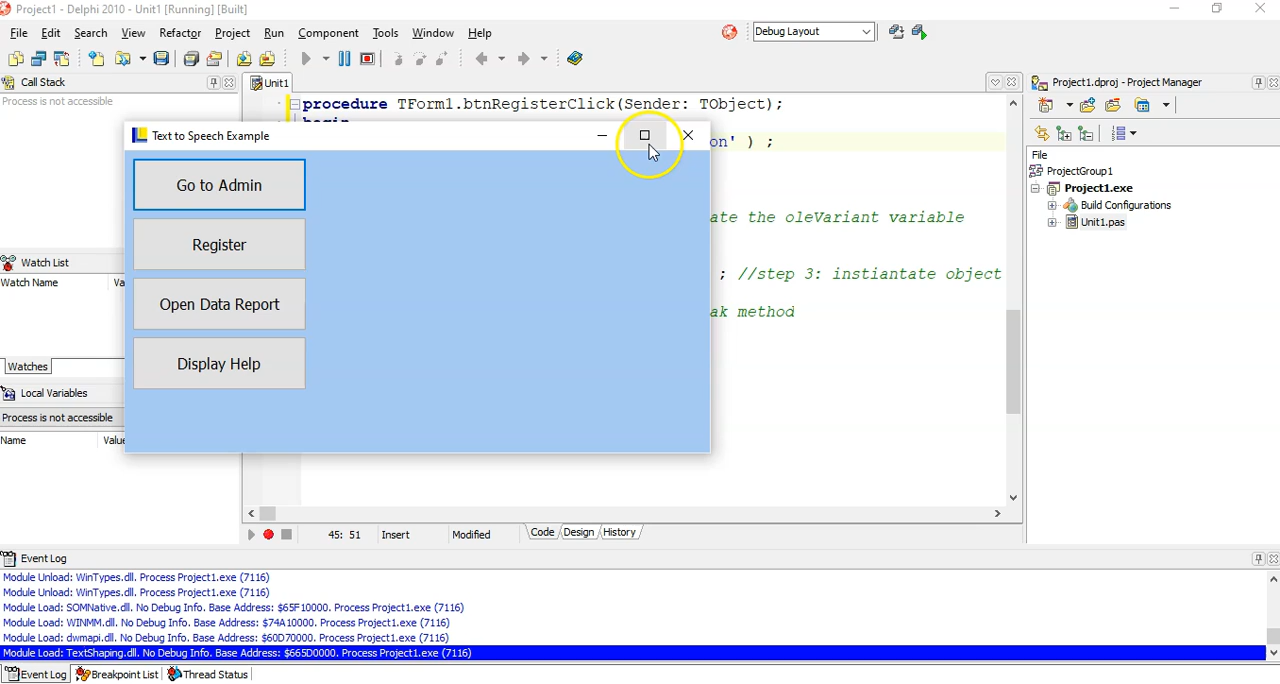 Project1 - Delphi 2010 - Unit1 [Running] [Built]
File Edit Search View Refactor Project Run Component Tools Window Help
Debug Layout
Call Stack
Process is not accessible
Unit1
procedure TForm1.btnRegisterClick(Sender: TObject);
on' ) ;
ate the oleVariant variable
; //step 3: instiantate object
ak method
Text to Speech Example
Go to Admin
Register
Open Data Report
Display Help
Watch List
Watch Name
Watches
Local Variables
Process is not accessible
Name
45: 51 Insert Modified Code Design History
Project1.dproj - Project Manager
File
ProjectGroup1
Project1.exe
Build Configurations
Unit1.pas
Event Log
Module Unload: WinTypes.dll. Process Project1.exe (7116)
Module Unload: WinTypes.dll. Process Project1.exe (7116)
Module Load: SOMNative.dll. No Debug Info. Base Address: $65F10000. Process Project1.exe (7116)
Module Load: WINMM.dll. No Debug Info. Base Address: $74A10000. Process Project1.exe (7116)
Module Load: dwmapi.dll. No Debug Info. Base Address: $60D70000. Process Project1.exe (7116)
Module Load: TextShaping.dll. No Debug Info. Base Address: $665D0000. Process Project1.exe (7116)
Event Log Breakpoint List Thread Status